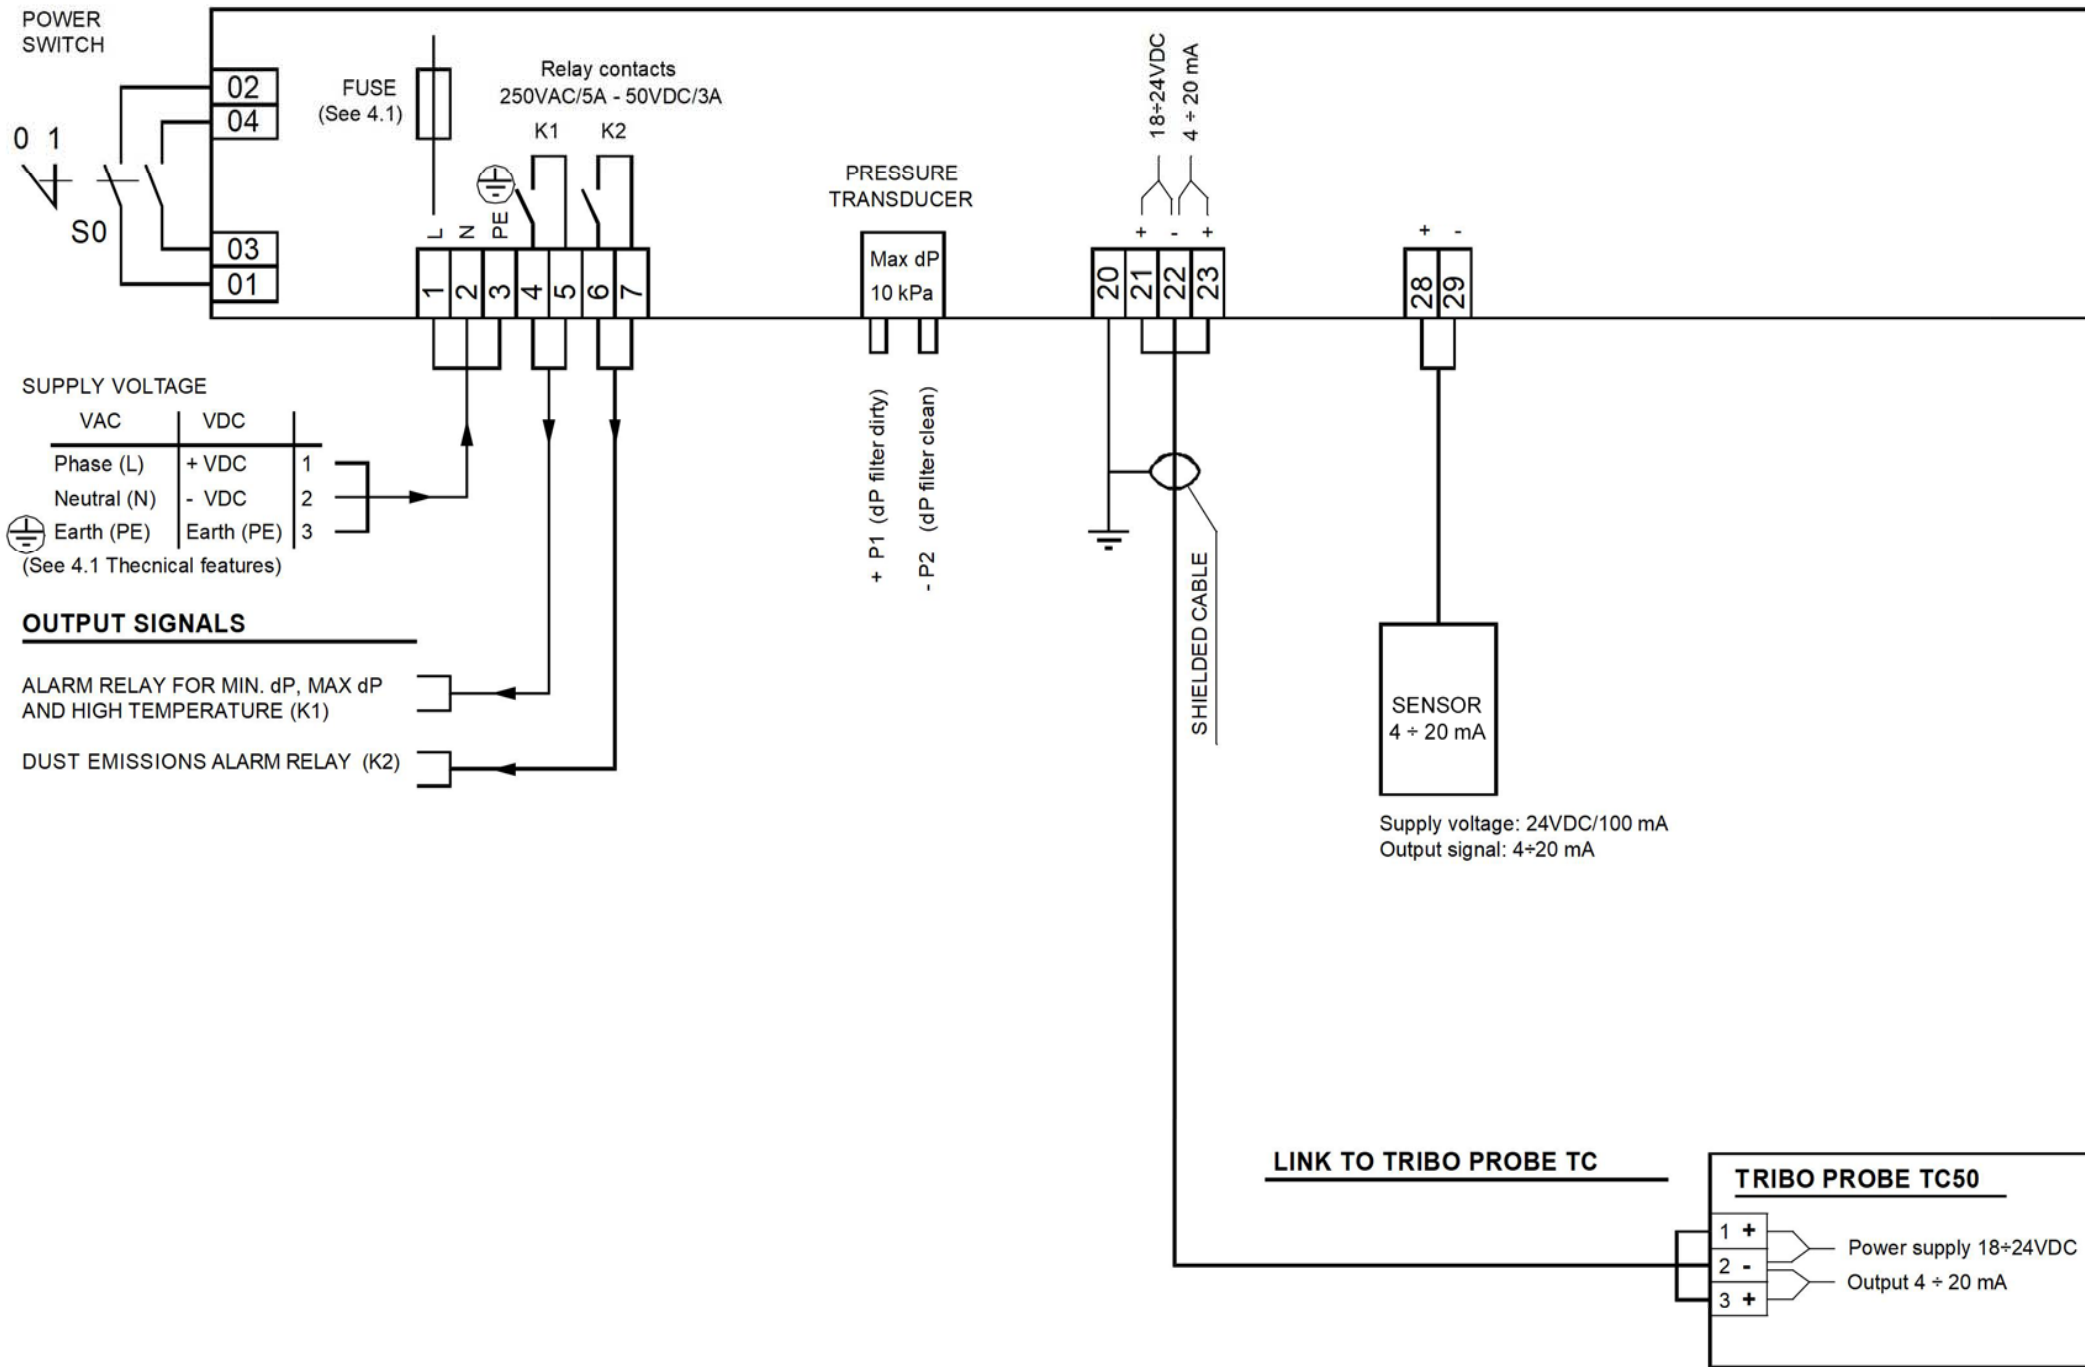 POWER
SWITCH
02
04
0 1
S0
03
01
FUSE
(See 4.1)
Relay contacts
250VAC/5A - 50VDC/3A
K1 K2
L N PE
1 2 3 4 5 6 7
PRESSURE
TRANSDUCER
Max dP
10 kPa
+ P1 (dP filter dirty)
- P2 (dP filter clean)
18÷24VDC
4 ÷ 20 mA
+ - +
20 21 22 23
SHIELDED CABLE
+ -
28 29
SENSOR
4 ÷ 20 mA
Supply voltage: 24VDC/100 mA
Output signal: 4÷20 mA
SUPPLY VOLTAGE
VAC VDC
Phase (L) + VDC 1
Neutral (N) - VDC 2
Earth (PE) Earth (PE) 3
(See 4.1 Thecnical features)
OUTPUT SIGNALS
ALARM RELAY FOR MIN. dP, MAX dP
AND HIGH TEMPERATURE (K1)
DUST EMISSIONS ALARM RELAY (K2)
LINK TO TRIBO PROBE TC
TRIBO PROBE TC50
1 +
2 -
3 +
Power supply 18÷24VDC
Output 4 ÷ 20 mA